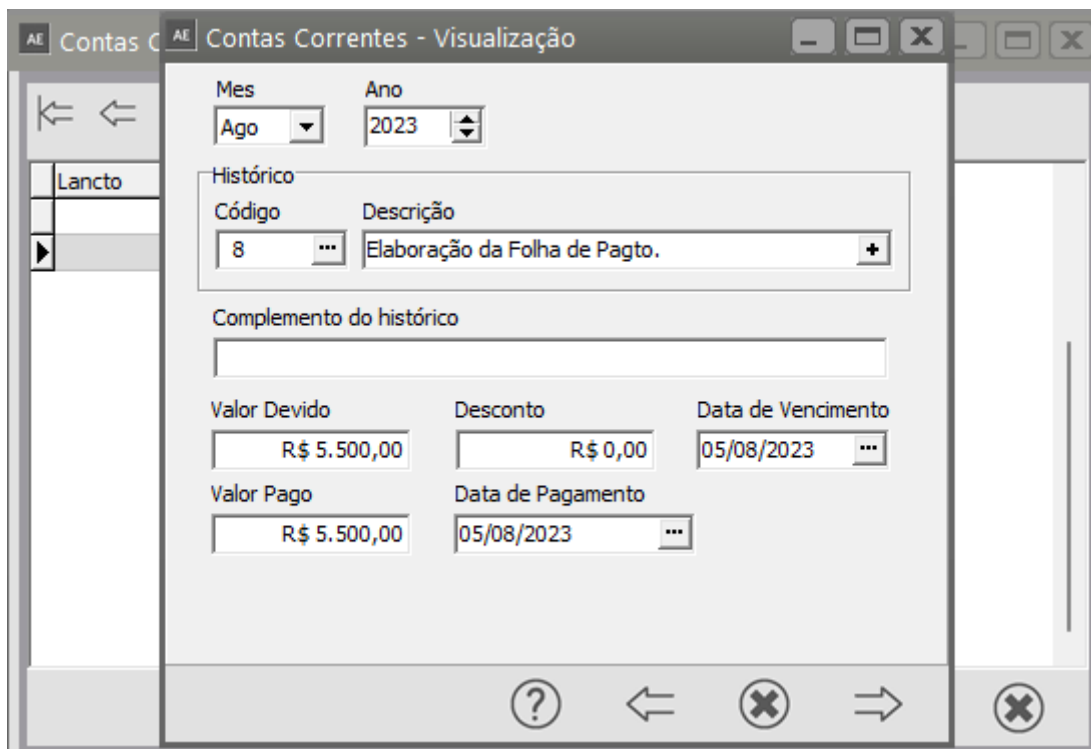 AE Contas C
AE Contas Correntes - Visualização
Mes Ano
Ago 2023
Lancto
Histórico
Código Descrição
8 ... Elaboração da Folha de Pagto. +
Complemento do histórico
Valor Devido Desconto Data de Vencimento
R$ 5.500,00 R$ 0,00 05/08/2023 ...
Valor Pago Data de Pagamento
R$ 5.500,00 05/08/2023 ...
?